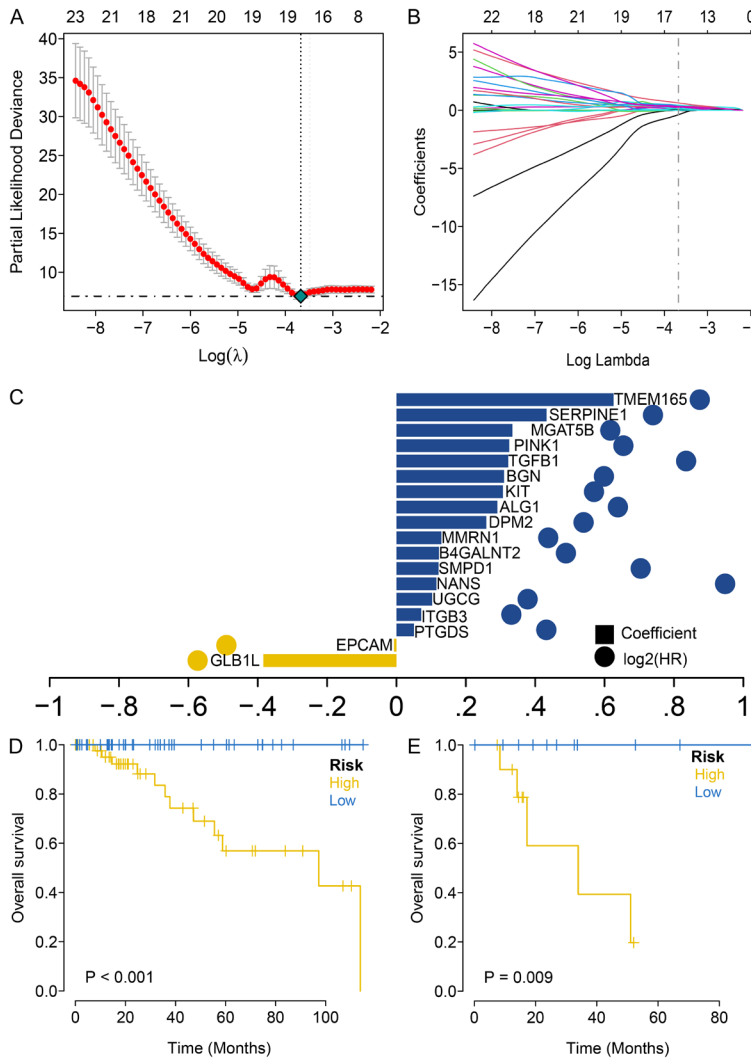 A
23 21 18 21 20 19 19 16 8
Partial Likelihood Deviance
40
35
30
25
20
15
10
−8 −7 −6 −5 −4 −3 −2
Log(λ)
B
22 18 21 19 15 13 0
Coefficients
5
0
−5
−10
−15
−8 −7 −6 −5 −4 −3 −2
Log Lambda
C
TMEM165
SERPINE1
MGAT5B
PINK1
TGFB1
BGN
KIT
ALG1
DPM2
MMRN1
B4GALNT2
SMPD1
NANS
UGCG
ITGB3
PTGDS
EPCAM
GLB1L
Coefficient
log2(HR)
−1 −.8 −.6 −.4 −.2 0 .2 .4 .6 .8 1
D
Overall survival
1.0
0.8
0.6
0.4
0.2
0.0
Risk
High
Low
P < 0.001
0 20 40 60 80 100
Time (Months)
E
Overall survival
1.0
0.8
0.6
0.4
0.2
0.0
Risk
High
Low
P = 0.009
0 20 40 60 80
Time (Months)